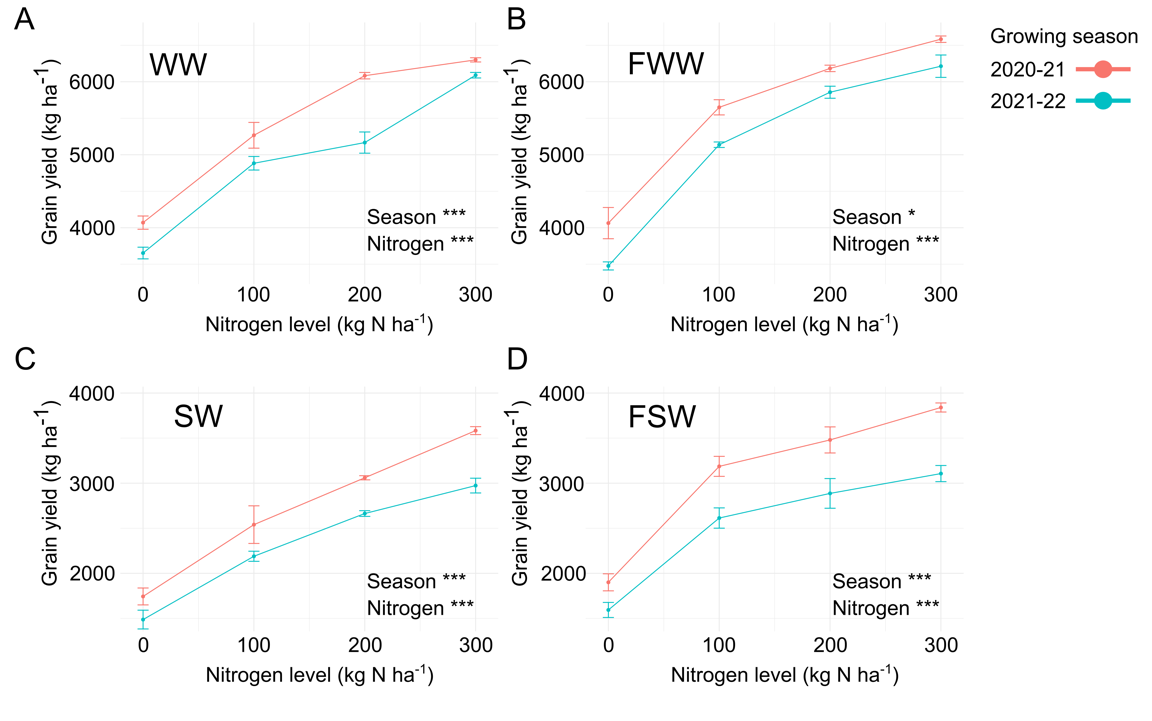 A
WW
Grain yield (kg ha-1)
6000
5000
4000
Season ***
Nitrogen ***
0 100 200 300
Nitrogen level (kg N ha-1)
B
FWW
Grain yield (kg ha-1)
6000
5000
4000
Season *
Nitrogen ***
0 100 200 300
Nitrogen level (kg N ha-1)
Growing season
2020-21
2021-22
C
SW
Grain yield (kg ha-1)
4000
3000
2000
Season ***
Nitrogen ***
0 100 200 300
Nitrogen level (kg N ha-1)
D
FSW
Grain yield (kg ha-1)
4000
3000
2000
Season ***
Nitrogen ***
0 100 200 300
Nitrogen level (kg N ha-1)